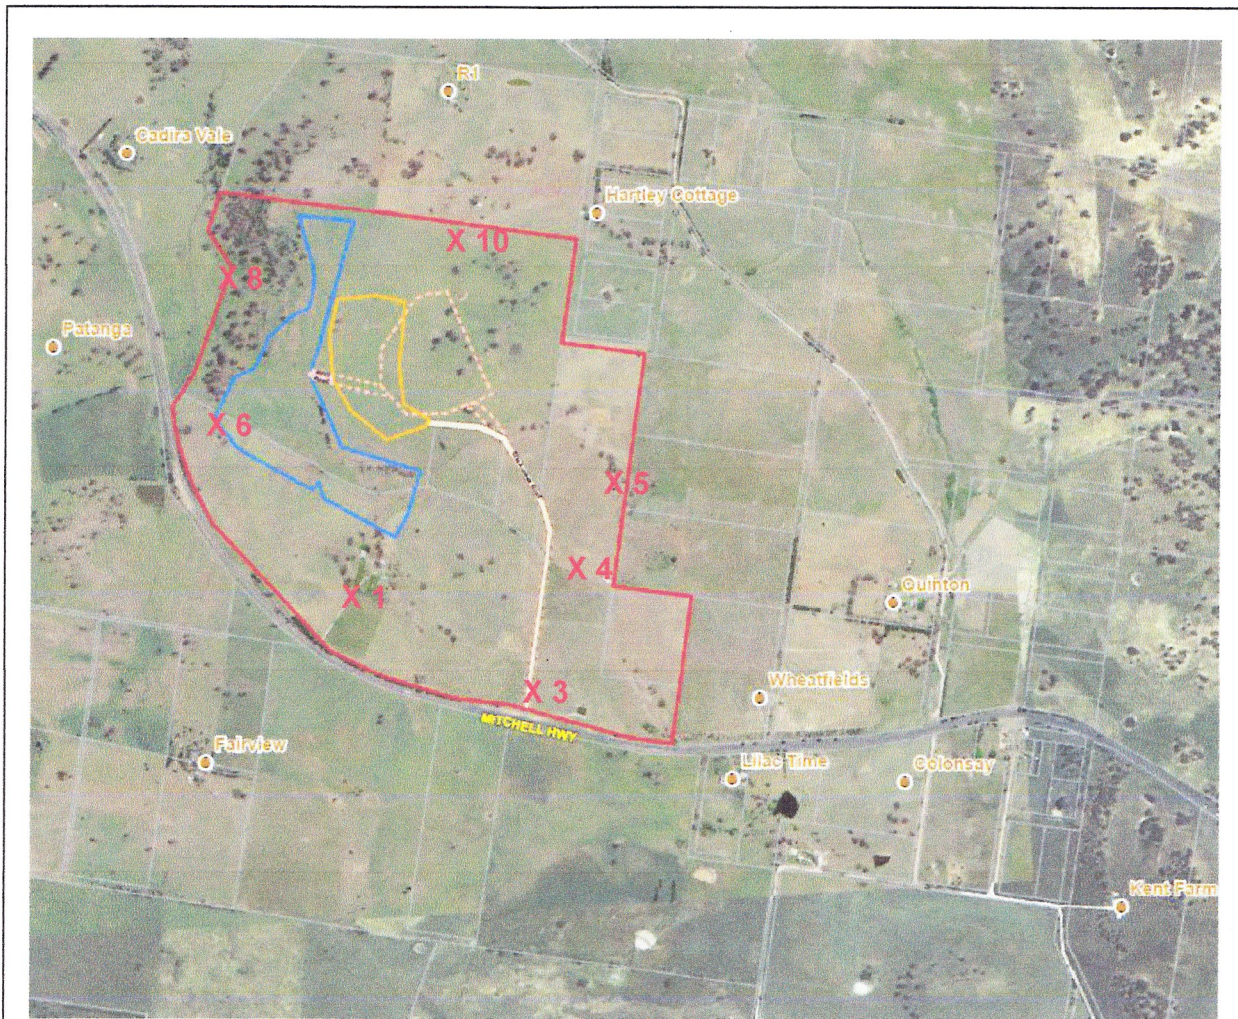 R1
Cadira Vale
Hartley Cottage
X 10
X 8
Patanga
X 6
X 5
X 4
X 1
Quinton
X 3
Wheatfields
MITCHELL HWY
Fairview
Lilac Time
Colonsay
Kent Farm